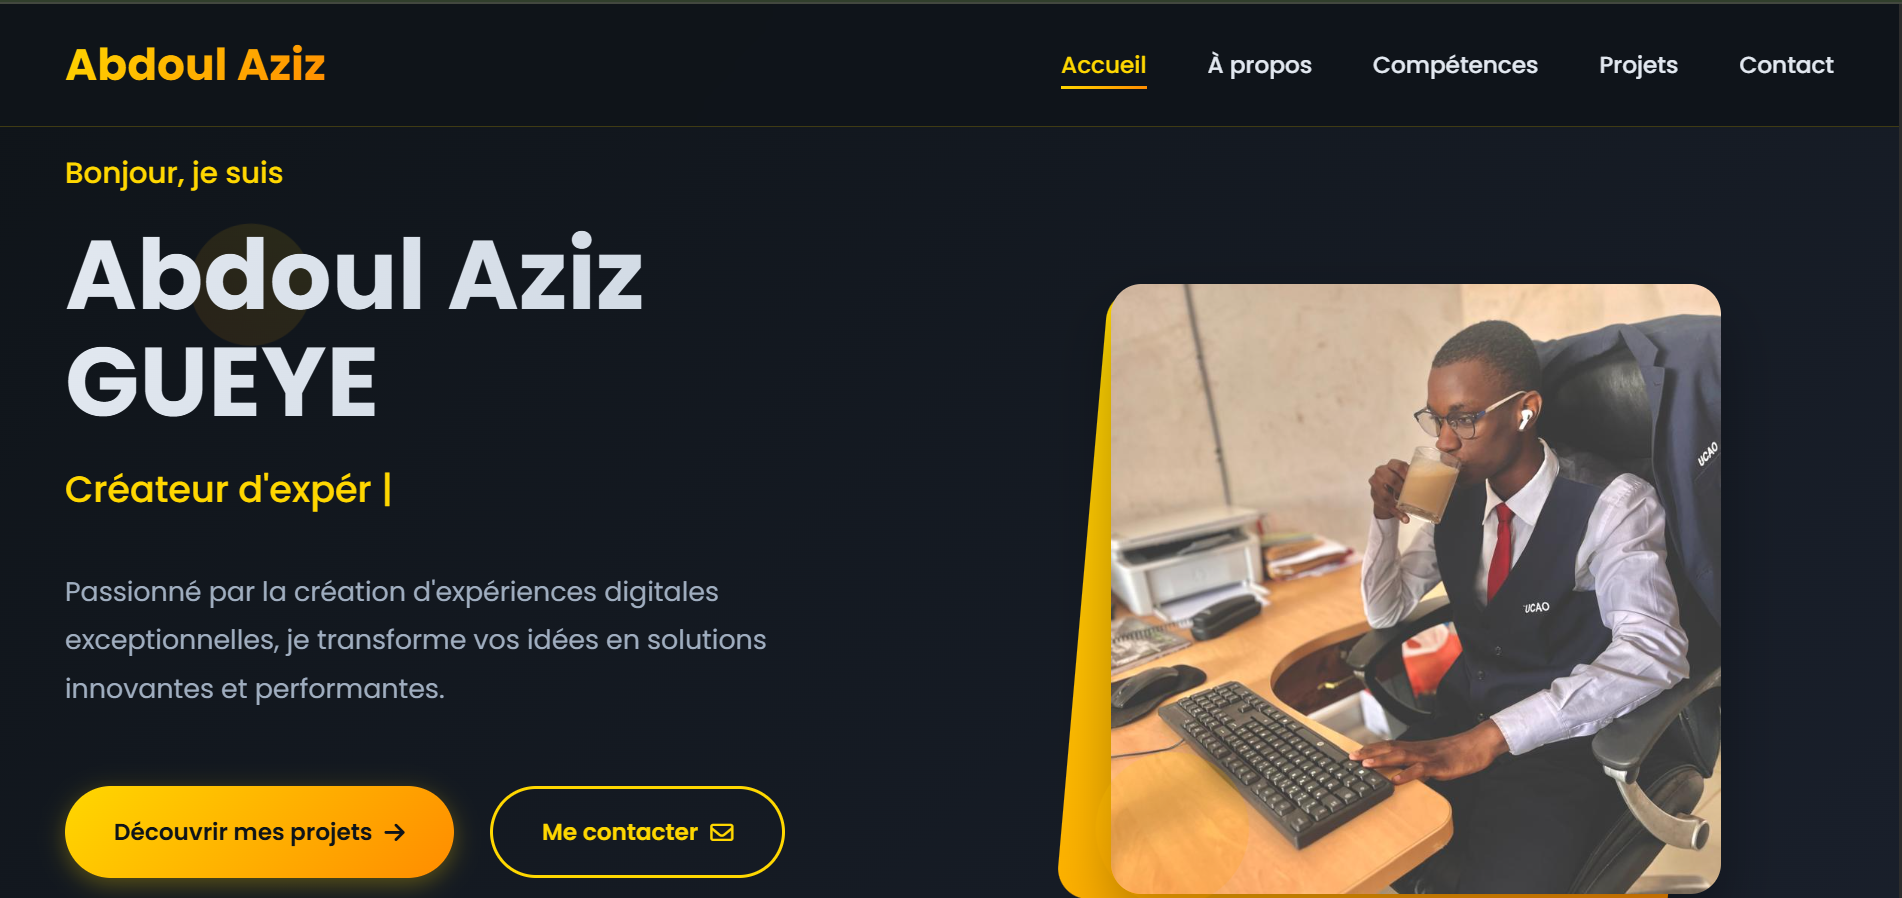 Abdoul Aziz
Accueil
À propos
Compétences
Projets
Contact
Bonjour, je suis
Abdoul Aziz
GUEYE
Créateur d'expér |
Passionné par la création d'expériences digitales
exceptionnelles, je transforme vos idées en solutions
innovantes et performantes.
Découvrir mes projets →
Me contacter
UCAO
UCAO